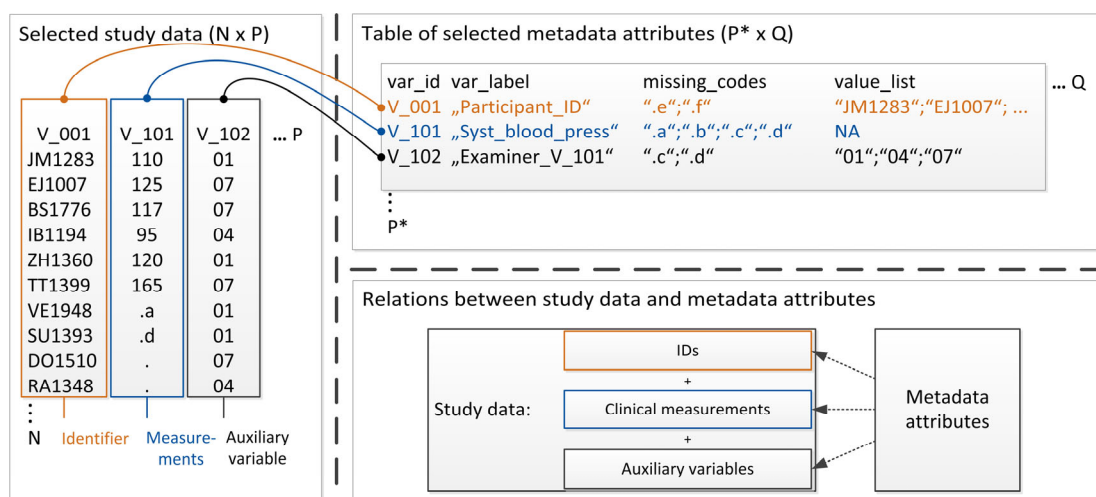 Selected study data (N x P)
V_001 V_101 V_102 ... P
JM1283 110 01
EJ1007 125 07
BS1776 117 07
IB1194 95 04
ZH1360 120 01
TT1399 165 07
VE1948 .a 01
SU1393 .d 01
DO1510 . 07
RA1348 . 04
N Identifier Measure- Auxiliary
ments variable
Table of selected metadata attributes (P* x Q)
var_id var_label missing_codes value_list ... Q
V_001 „Participant_ID“ “.e“;“.f“ “JM1283“;“EJ1007“; ...
V_101 „Syst_blood_press“ “.a“;“.b“;“.c“;“.d“ NA
V_102 „Examiner_V_101“ “.c“;“.d“ “01“;“04“;“07“
P*
Relations between study data and metadata attributes
IDs
+
Study data: Clinical measurements
+
Auxiliary variables
Metadata
attributes